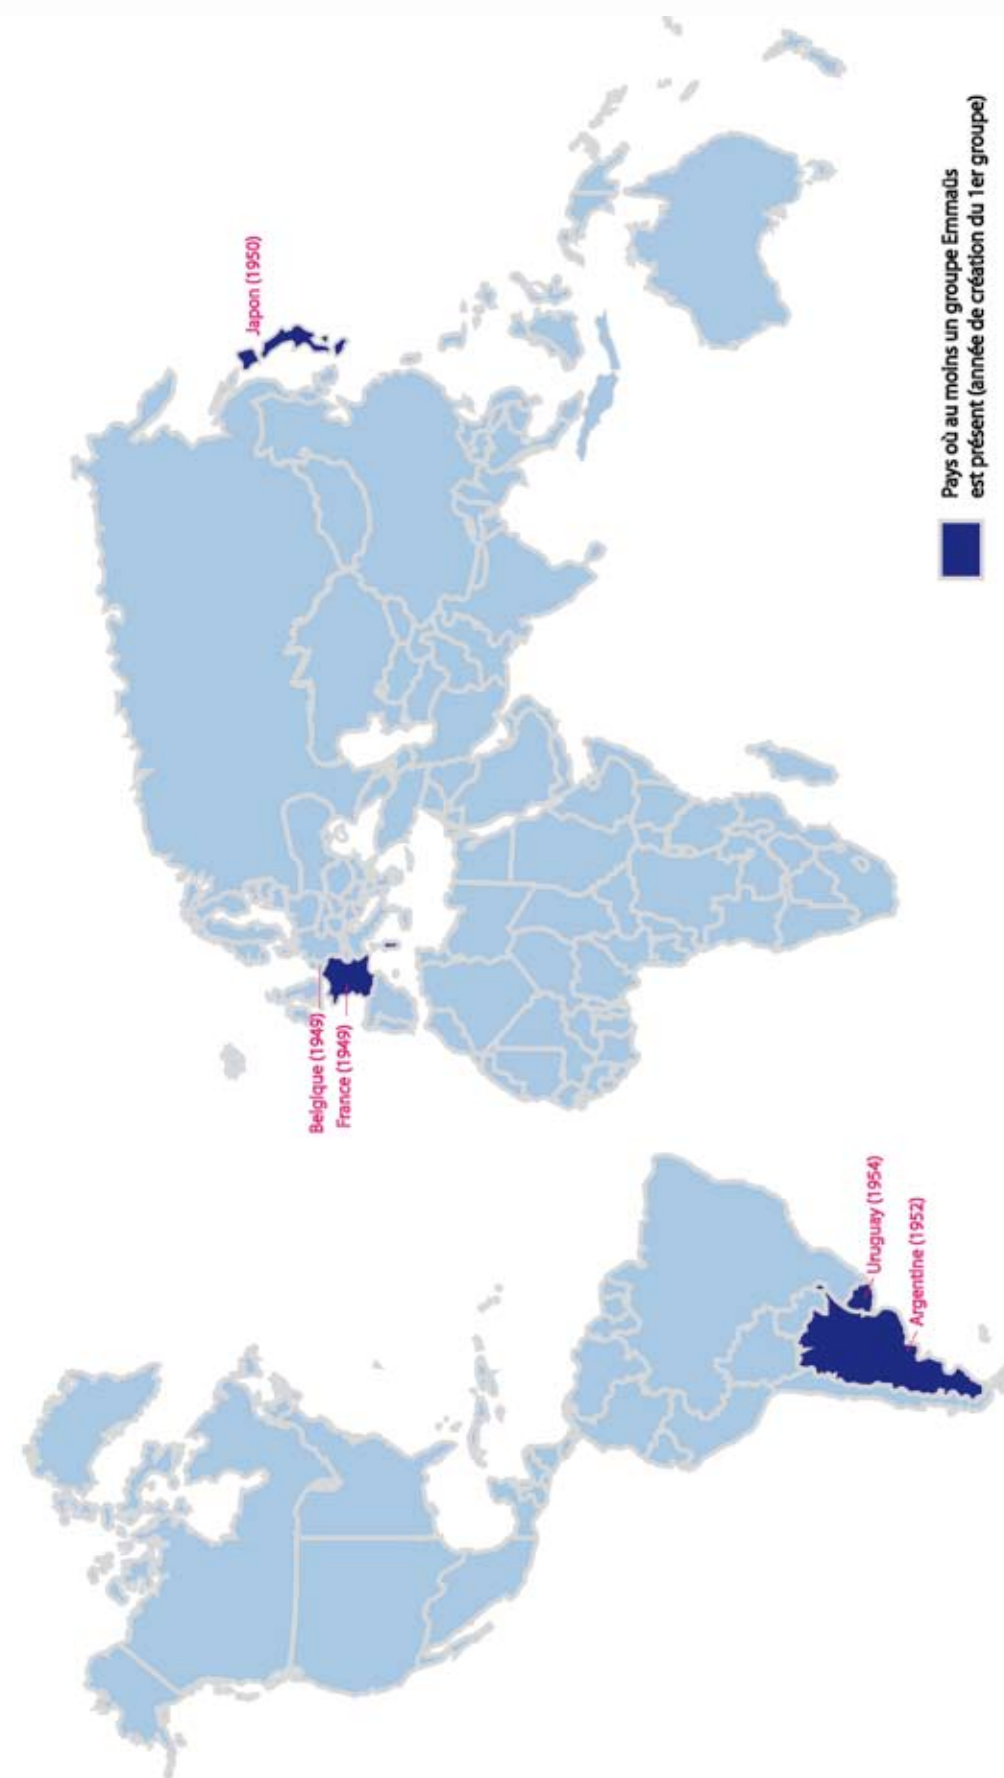 Japon (1950)
Belgique (1949)
France (1949)
Uruguay (1954)
Argentine (1952)
Pays où au moins un groupe Emmaüs
est présent (année de création du 1er groupe)